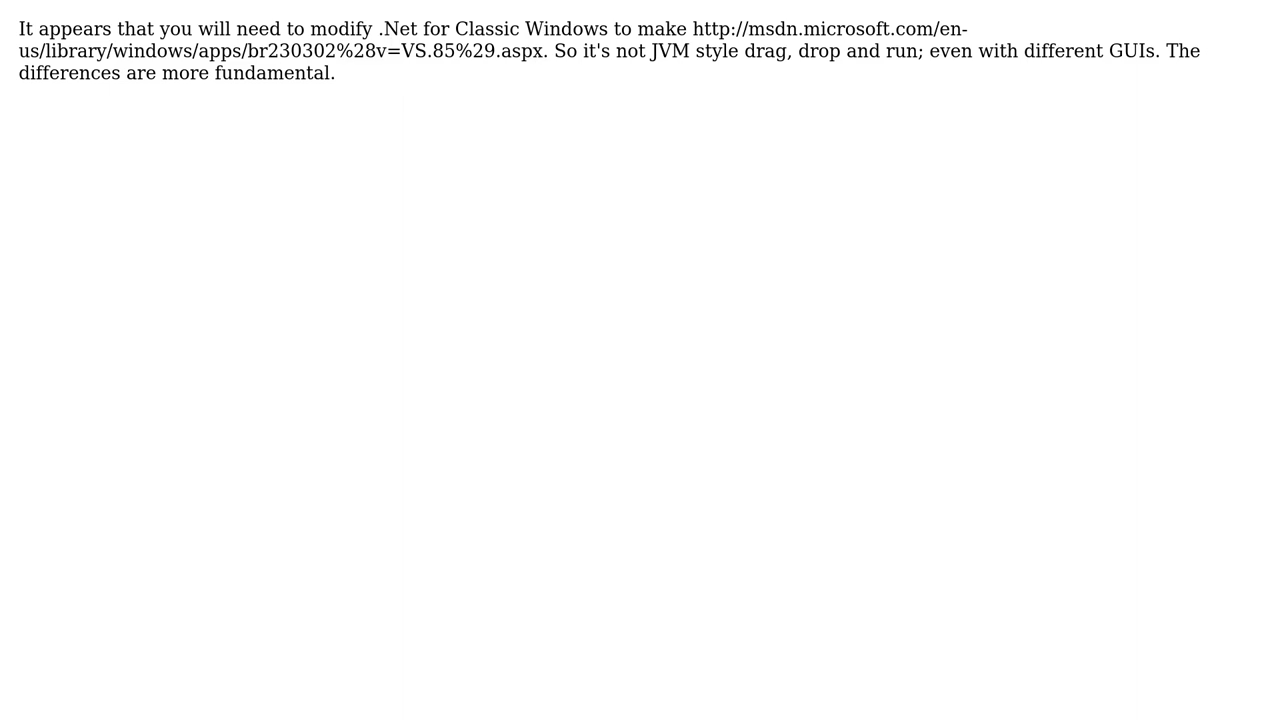 It appears that you will need to modify .Net for Classic Windows to make http://msdn.microsoft.com/en-
us/library/windows/apps/br230302%28v=VS.85%29.aspx. So it's not JVM style drag, drop and run; even with different GUIs. The
differences are more fundamental.